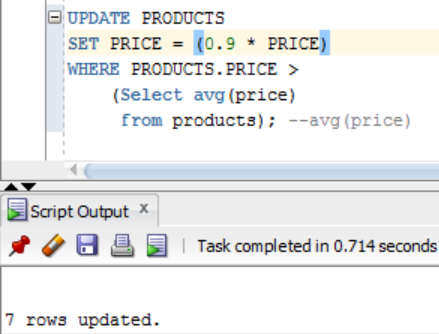 UPDATE PRODUCTS
SET PRICE = (0.9 * PRICE)
WHERE PRODUCTS.PRICE >
(Select avg(price)
from products); --avg(price)
Script Output x
Task completed in 0.714 seconds
7 rows updated.